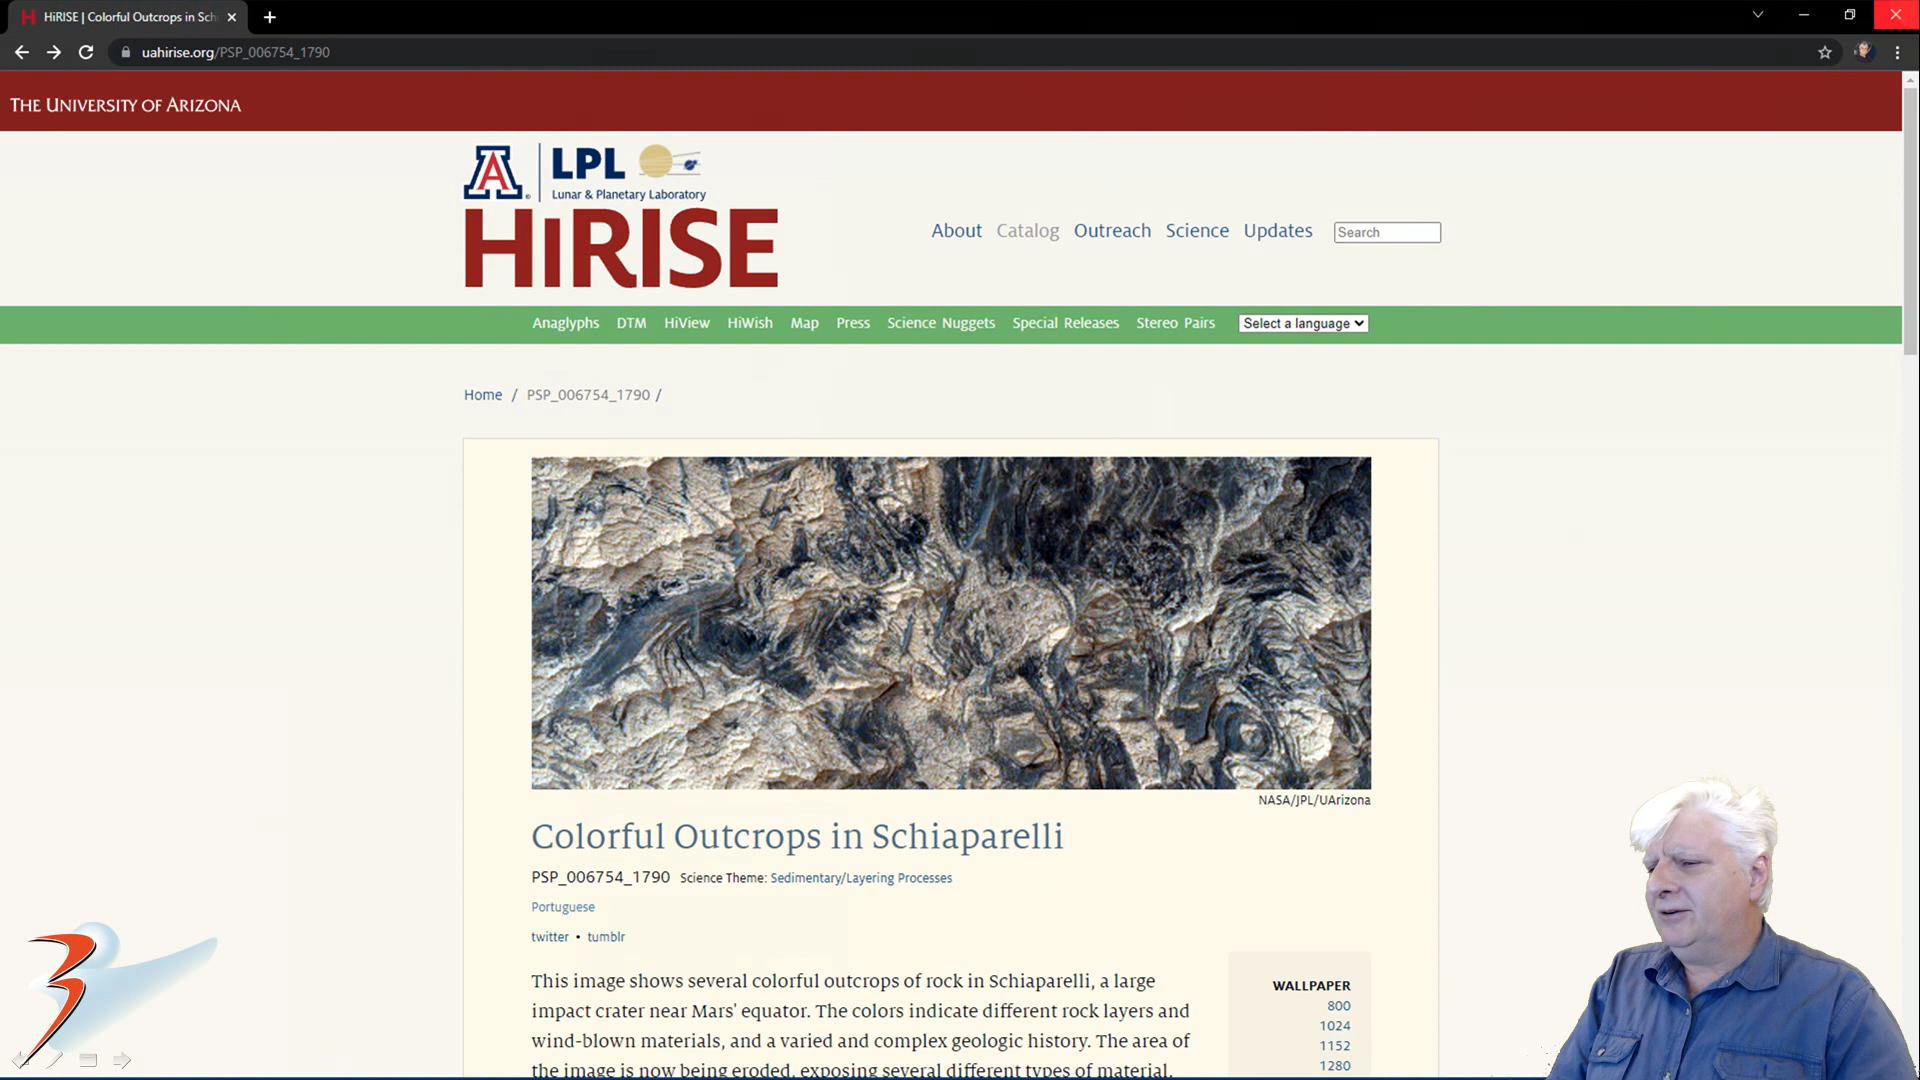 HiRISE | Colorful Outcrops in Sch
uahirise.org/PSP_006754_1790
THE UNIVERSITY OF ARIZONA
A
LPL
Lunar & Planetary Laboratory
HiRISE
About Catalog Outreach Science Updates Search
Anaglyphs DTM HiView HiWish Map Press Science Nuggets Special Releases Stereo Pairs Select a language
Home / PSP_006754_1790 /
NASA/JPL/UArizona
Colorful Outcrops in Schiaparelli
PSP_006754_1790 Science Theme: Sedimentary/Layering Processes
Portuguese
twitter • tumblr
This image shows several colorful outcrops of rock in Schiaparelli, a large
impact crater near Mars' equator. The colors indicate different rock layers and
wind-blown materials, and a varied and complex geologic history. The area of
the image is now being eroded, exposing several different types of material.
WALLPAPER
800
1024
1152
1280